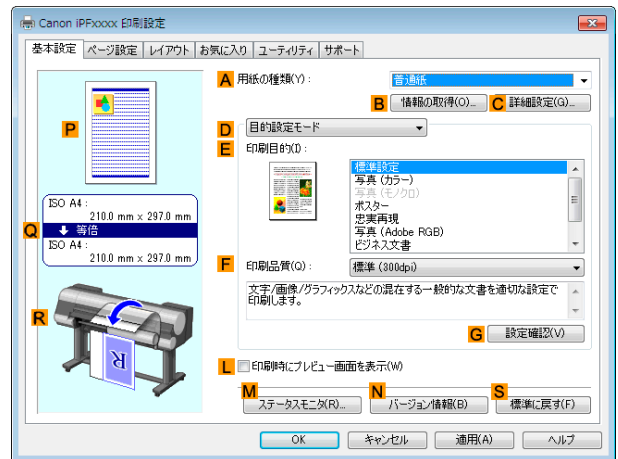 Canon iPFxxxx 印刷設定
基本設定 ページ設定 レイアウト お気に入り ユーティリティ サポート
A 用紙の種類(Y): 普通紙
B 情報の取得(O)... C 詳細設定(G)...
P
D 目的設定モード
E 印刷目的(I):
標準設定
写真 (カラー)
写真 (モノクロ)
ポスター
忠実再現
写真 (Adobe RGB)
ビジネス文書
ISO A4 :
210.0 mm x 297.0 mm
Q 等倍
ISO A4 :
210.0 mm x 297.0 mm
F 印刷品質(Q): 標準 (300dpi)
文字/画像/グラフィックスなどの混在する一般的な文書を適切な設定で
印刷します。
R
R
G 設定確認(V)
L 印刷時にプレビュー画面を表示(W)
M ステータスモニタ(R)... N バージョン情報(B) S 標準に戻す(F)
OK キャンセル 適用(A) ヘルプ